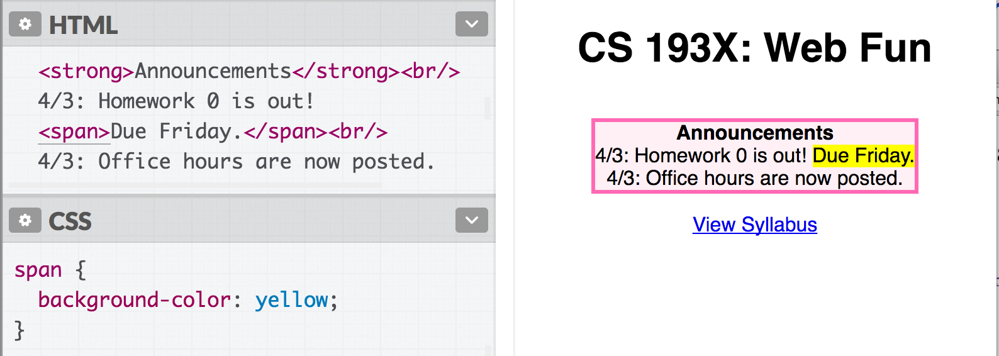 HTML
<strong>Announcements</strong><br/>
4/3: Homework 0 is out!
<span>Due Friday.</span><br/>
4/3: Office hours are now posted.
CSS
span {
background-color: yellow;
}
CS 193X: Web Fun
Announcements
4/3: Homework 0 is out! Due Friday.
4/3: Office hours are now posted.
View Syllabus